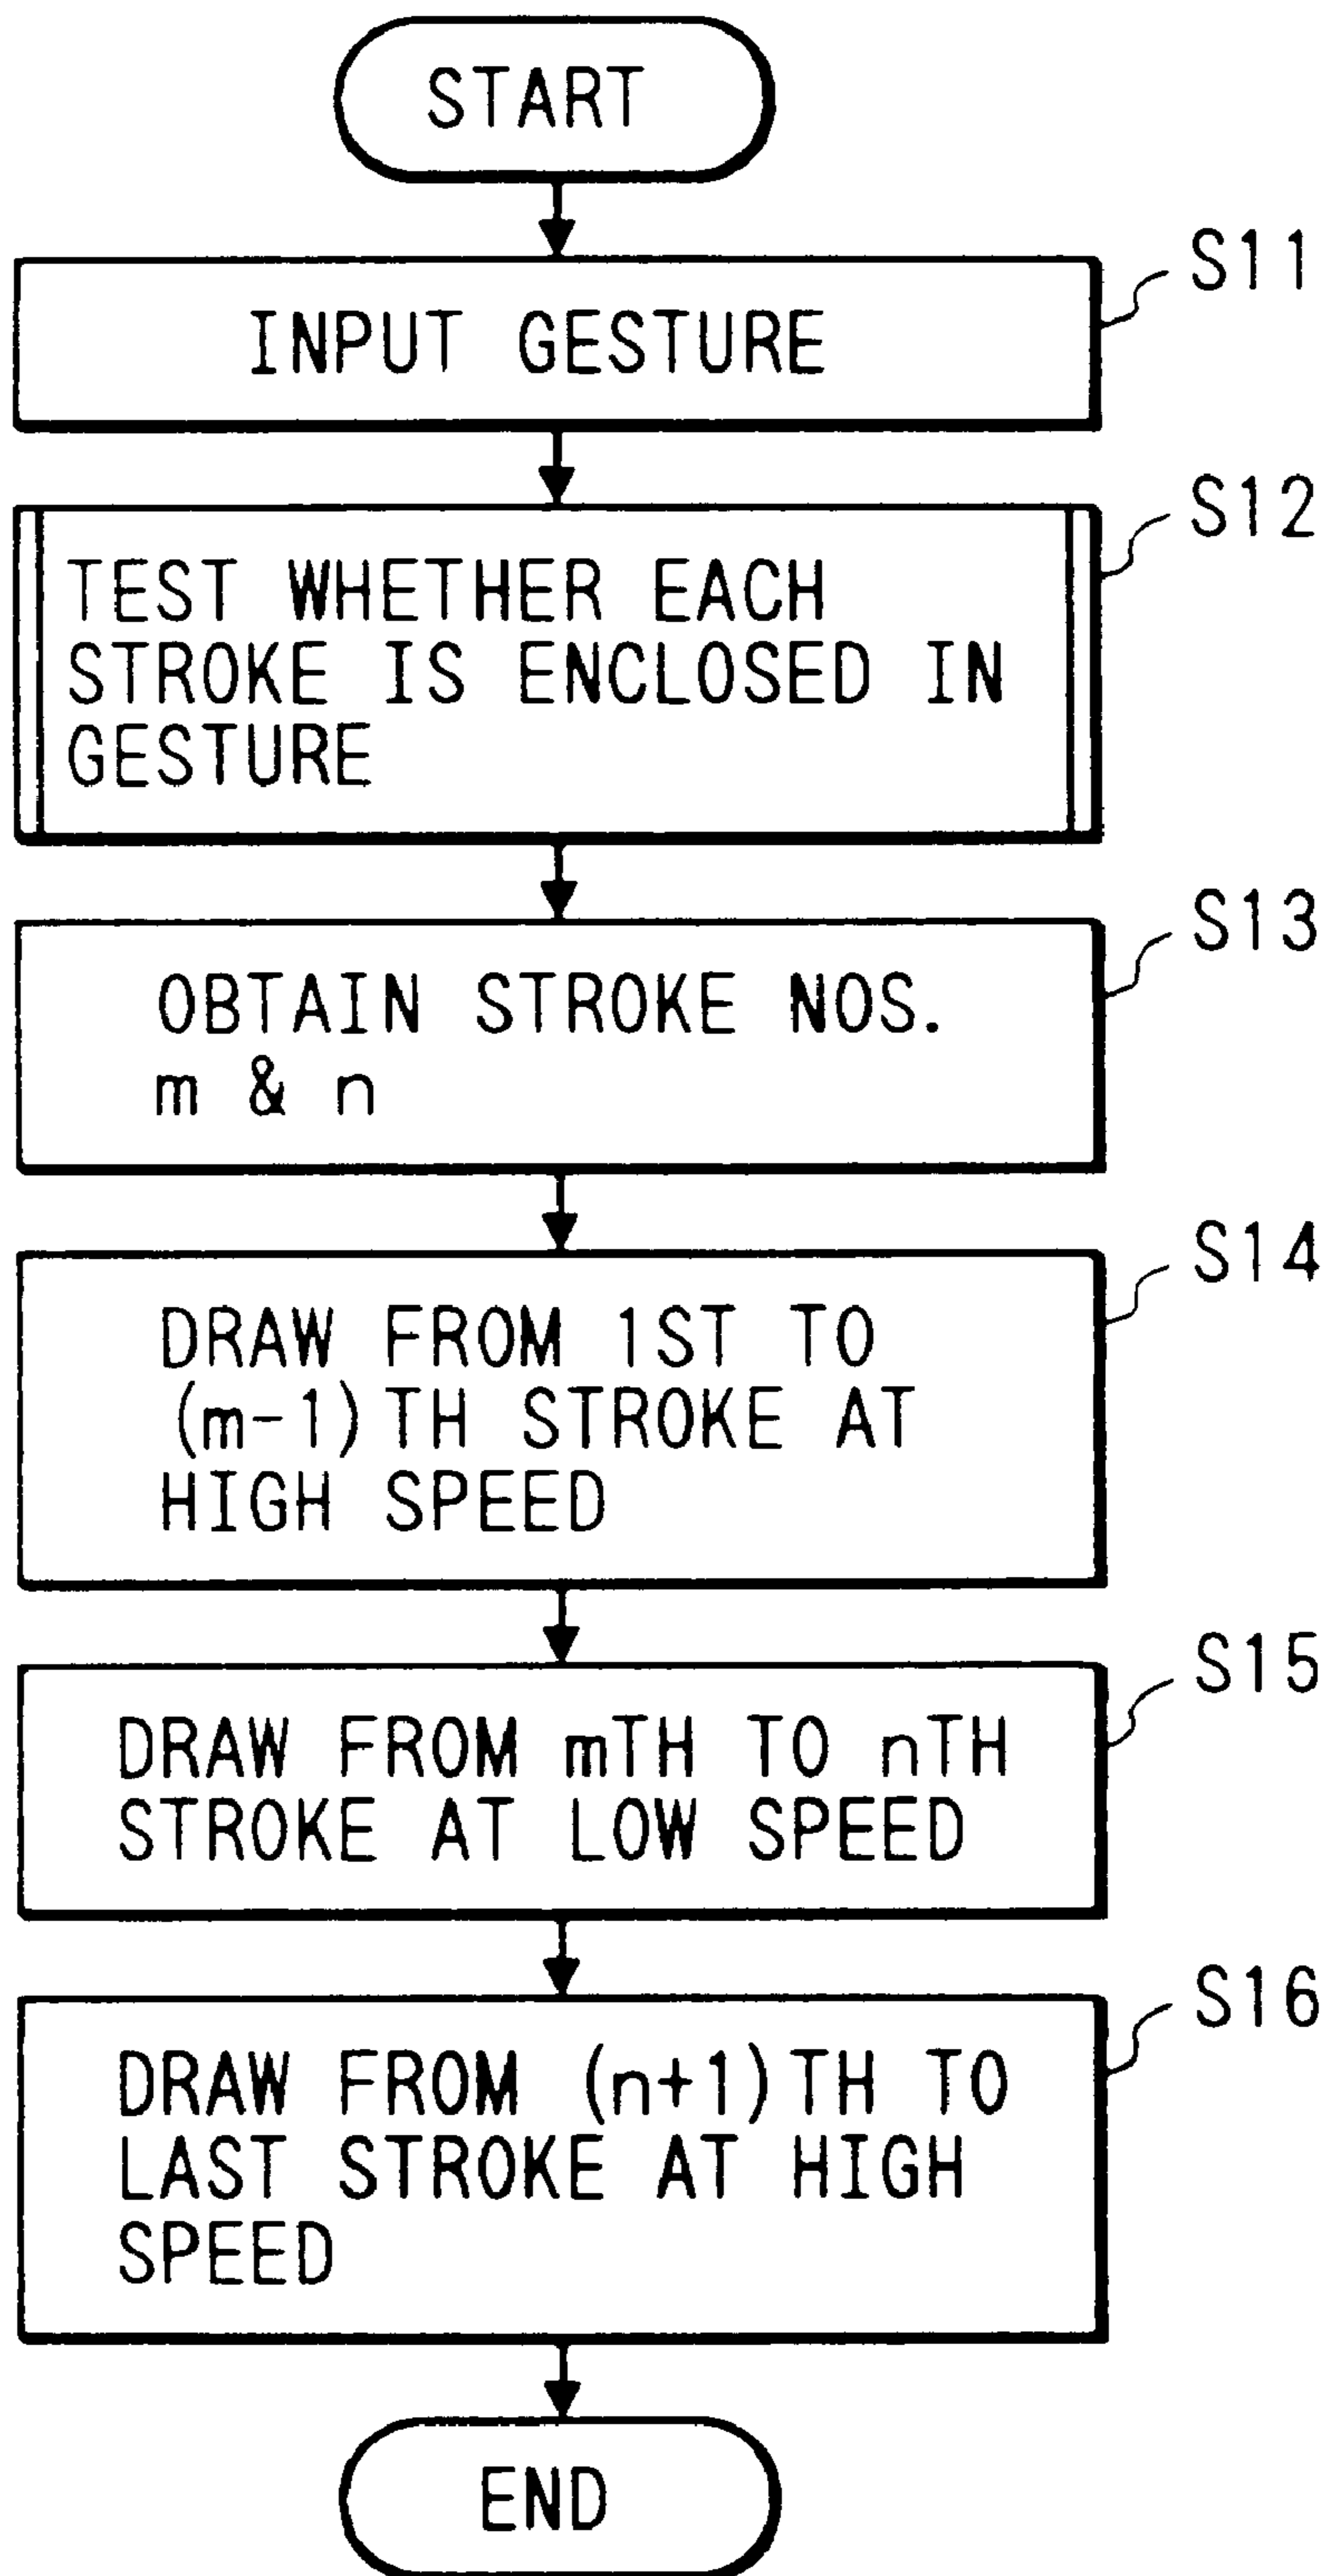 START
S11
INPUT GESTURE
S12
TEST WHETHER EACH
STROKE IS ENCLOSED IN
GESTURE
S13
OBTAIN STROKE NOS.
m & n
S14
DRAW FROM 1ST TO
(m-1)TH STROKE AT
HIGH SPEED
S15
DRAW FROM mTH TO nTH
STROKE AT LOW SPEED
S16
DRAW FROM (n+1)TH TO
LAST STROKE AT HIGH
SPEED
END